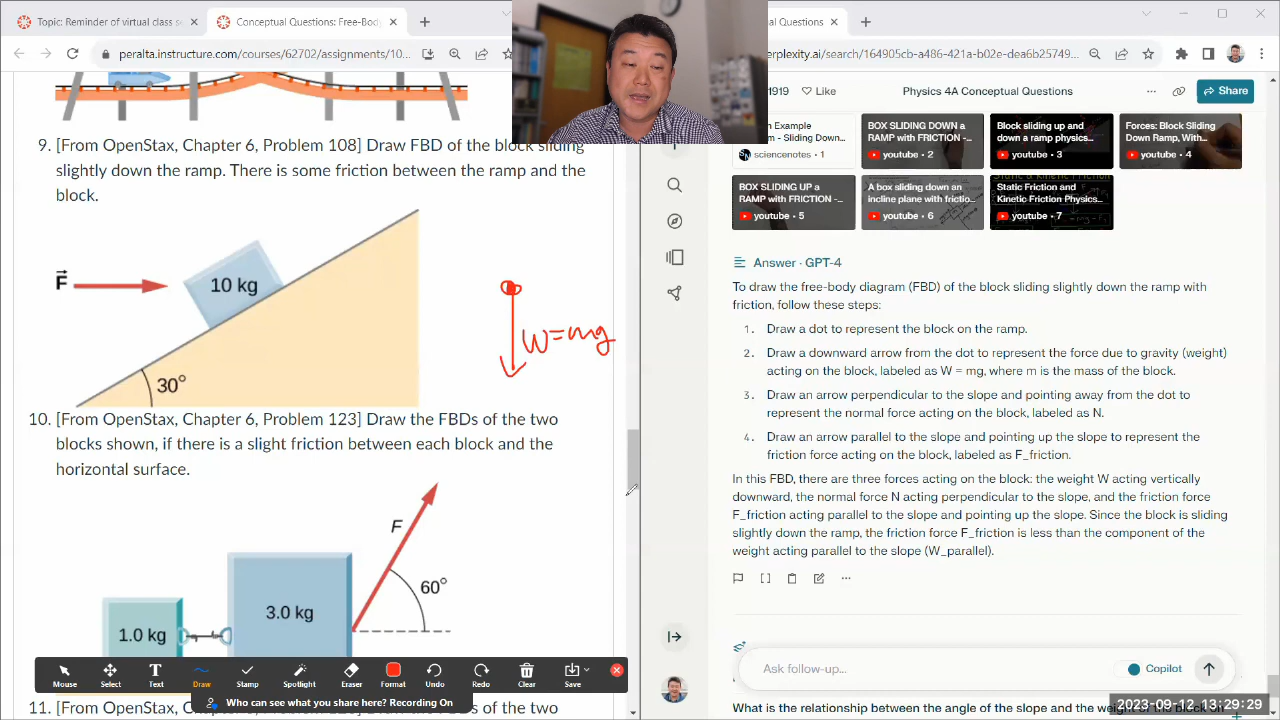 Topic: Reminder of virtual class s
Conceptual Questions: Free-Body
al Questions
peralta.instructure.com/courses/62702/assignments/10...
erplexity.ai/search/16490
-a486-421a-b02e-dea6b25749...
1919
Like
Physics 4A Conceptual Questions
Share
9. [From OpenStax, Chapter 6, Problem 108] Draw FBD of the block sliding
slightly down the ramp. There is some friction between the ramp and the
block.
F
10 kg
30°
W=mg
10. [From OpenStax, Chapter 6, Problem 123] Draw the FBDs of the two
blocks shown, if there is a slight friction between each block and the
horizontal surface.
F
60°
3.0 kg
1.0 kg
Example
- Sliding Down...
sciencenotes · 1
BOX SLIDING DOWN a
RAMP with FRICTION -...
youtube · 2
Block sliding up and
down a ramp physics
youtube · 3
Forces: Block Sliding
Down Ramp, With...
youtube · 4
BOX SLIDING UP a
RAMP with FRICTION -...
youtube · 5
A box sliding down an
incline plane with frictio...
youtube · 6
Static Friction and
Kinetic Friction Physics...
youtube · 7
Answer · GPT-4
To draw the free-body diagram (FBD) of the block sliding slightly down the ramp with
friction, follow these steps:
1. Draw a dot to represent the block on the ramp.
2. Draw a downward arrow from the dot to represent the force due to gravity (weight)
acting on the block, labeled as W = mg, where m is the mass of the block.
3. Draw an arrow perpendicular to the slope and pointing away from the dot to
represent the normal force acting on the block, labeled as N.
4. Draw an arrow parallel to the slope and pointing up the slope to represent the
friction force acting on the block, labeled as F_friction.
In this FBD, there are three forces acting on the block: the weight W acting vertically
downward, the normal force N acting perpendicular to the slope, and the friction force
F_friction acting parallel to the slope and pointing up the slope. Since the block is sliding
slightly down the ramp, the friction force F_friction is less than the component of the
weight acting parallel to the slope (W_parallel).
Ask follow-up...
Copilot
What is the relationship between the angle of the slope and the weight
Mouse
Select
Text
Draw
Stamp
Spotlight
Eraser
Format
Undo
Redo
Clear
Save
Who can see what you share here? Recording On
11. [From OpenStax,
2023-09-12 13:29:29